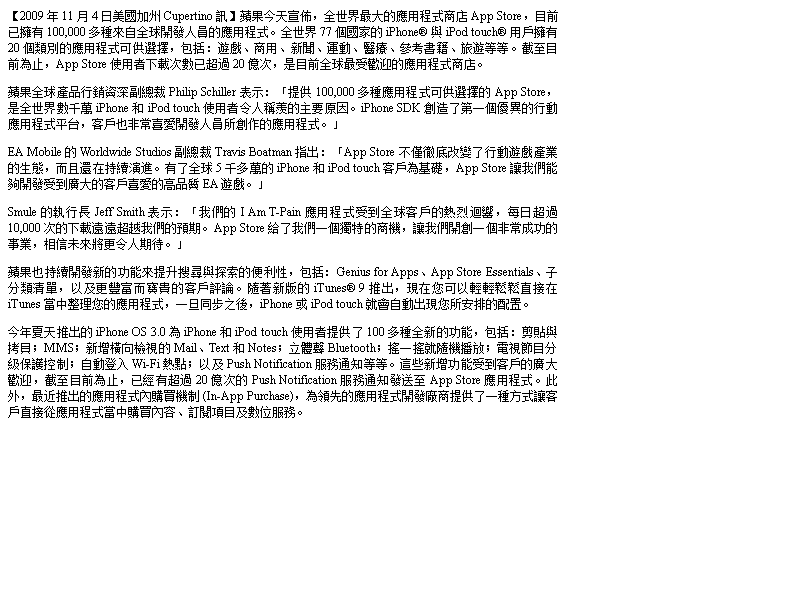 【2009 年 11 月 4 日美國加州 Cupertino 訊】蘋果今天宣佈，全世界最大的應用程式商店 App Store，目前
已擁有 100,000 多種來自全球開發人員的應用程式。全世界 77 個國家的 iPhone® 與 iPod touch® 用戶擁有
20 個類別的應用程式可供選擇，包括：遊戲、商用、新聞、運動、醫療、參考書籍、旅遊等等。截至目
前為止，App Store 使用者下載次數已超過 20 億次，是目前全球最受歡迎的應用程式商店。
蘋果全球產品行銷資深副總裁 Philip Schiller 表示：「提供 100,000 多種應用程式可供選擇的 App Store，
是全世界數千萬 iPhone 和 iPod touch 使用者令人稱羨的主要原因。iPhone SDK 創造了第一個優異的行動
應用程式平台，客戶也非常喜愛開發人員所創作的應用程式。」
EA Mobile 的 Worldwide Studios 副總裁 Travis Boatman 指出：「App Store 不僅徹底改變了行動遊戲產業
的生態，而且還在持續演進。有了全球 5 千多萬的 iPhone 和 iPod touch 客戶為基礎，App Store 讓我們能
夠開發受到廣大的客戶喜愛的高品質 EA 遊戲。」
Smule 的執行長 Jeff Smith 表示：「我們的 I Am T-Pain 應用程式受到全球客戶的熱烈迴響，每日超過
10,000 次的下載遠遠超越我們的預期。App Store 給了我們一個獨特的商機，讓我們開創一個非常成功的
事業，相信未來將更令人期待。」
蘋果也持續開發新的功能來提升搜尋與探索的便利性，包括：Genius for Apps、App Store Essentials、子
分類清單，以及更豐富而寶貴的客戶評論。隨著新版的 iTunes® 9 推出，現在您可以輕輕鬆鬆直接在
iTunes 當中整理您的應用程式，一旦同步之後，iPhone 或 iPod touch 就會自動出現您所安排的配置。
今年夏天推出的 iPhone OS 3.0 為 iPhone 和 iPod touch 使用者提供了 100 多種全新的功能，包括：剪貼與
拷貝；MMS；新增橫向檢視的 Mail、Text 和 Notes；立體聲 Bluetooth；搖一搖就隨機播放；電視節目分
級保護控制；自動登入 Wi-Fi 熱點；以及 Push Notification 服務通知等等。這些新增功能受到客戶的廣大
歡迎，截至目前為止，已經有超過 20 億次的 Push Notification 服務通知發送至 App Store 應用程式。此
外，最近推出的應用程式內購買機制 (In-App Purchase)，為領先的應用程式開發廠商提供了一種方式讓客
戶直接從應用程式當中購買內容、訂閱項目及數位服務。